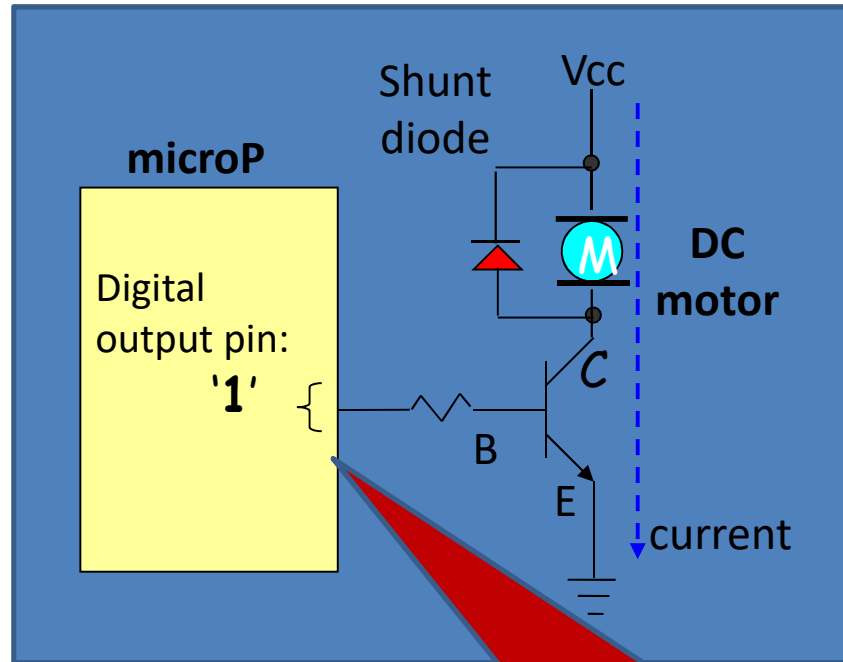 Shunt
diode
Vcc
microP
DC
motor
M
Digital
output pin:
'1'
C
B
E
current